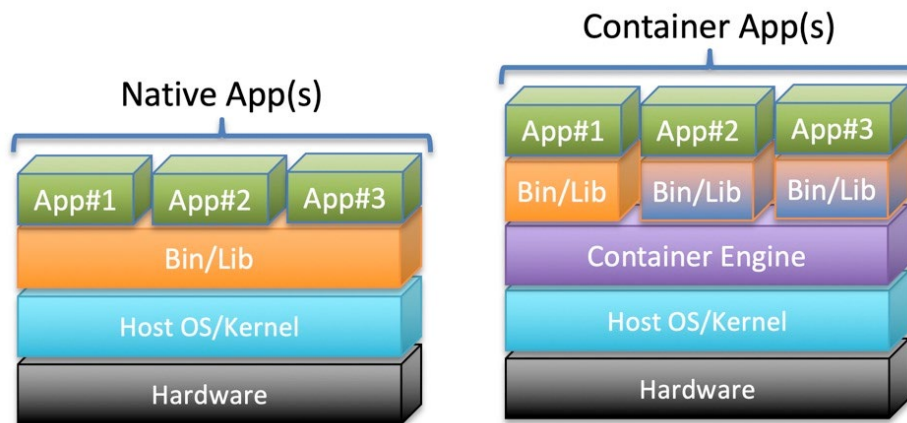 Native App(s)
App#1 App#2 App#3
Bin/Lib
Host OS/Kernel
Hardware
Container App(s)
App#1 App#2 App#3
Bin/Lib Bin/Lib Bin/Lib
Container Engine
Host OS/Kernel
Hardware